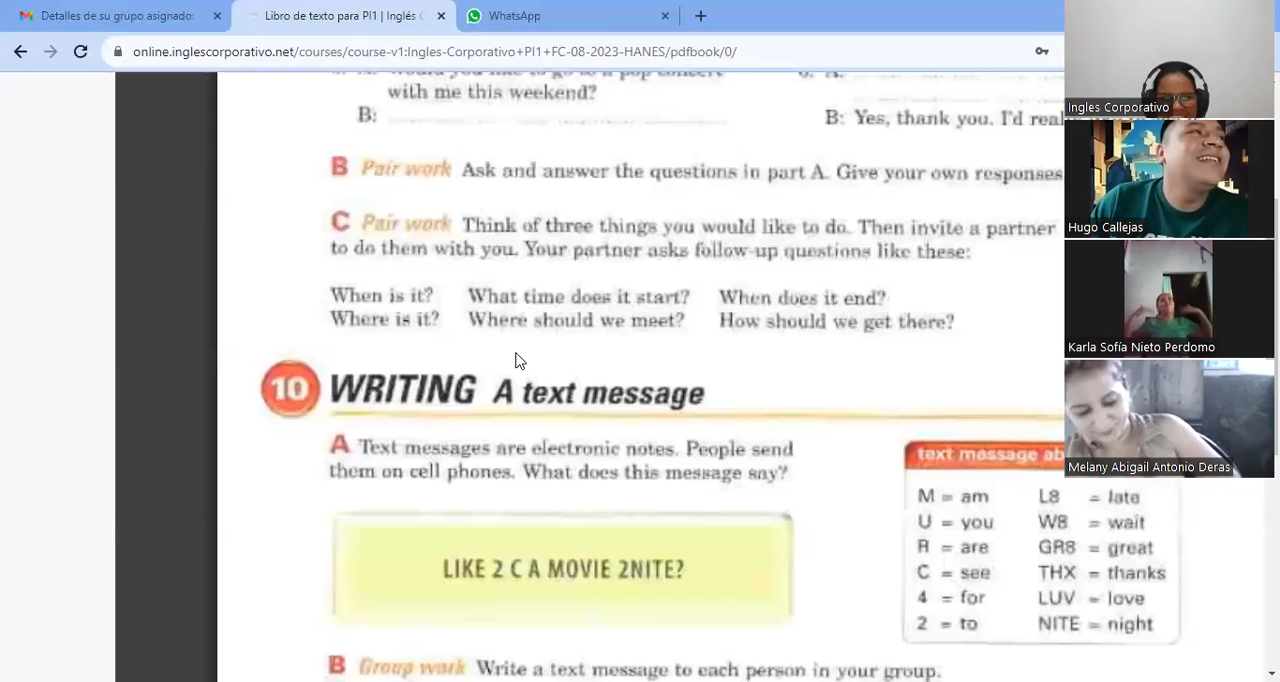 Detalles de su grupo asignado:
Libro de texto para PI1 | Inglés
WhatsApp
online.inglescorporativo.net/courses/course-v1:Ingles-Corporativo+PI1+FC-08-2023-HANES/pdfbook/0/
with me this weekend?
B:
B: Yes, thank you. I'd
B Pair work Ask and answer the questions in part A. Give your own responses
C Pair work Think of three things you would like to do. Then invite a partner
to do them with you. Your partner asks follow-up questions like these:
When is it? What time does it start? When does it end?
Where is it? Where should we meet? How should we get there?
10 WRITING A text message
A Text messages are electronic notes. People send
them on cell phones. What does this message say?
LIKE 2 C A MOVIE 2NITE?
text message
M = am L8 = late
U = you W8 = wait
R = are GR8 = great
C = see THX = thanks
4 = for LUV = love
2 = to NITE = night
B Group work Write a text message to each person in your group.
Ingles Corporativo
Hugo Callejas
Karla Sofía Nieto Perdomo
Melany Abigail Antonio Deras